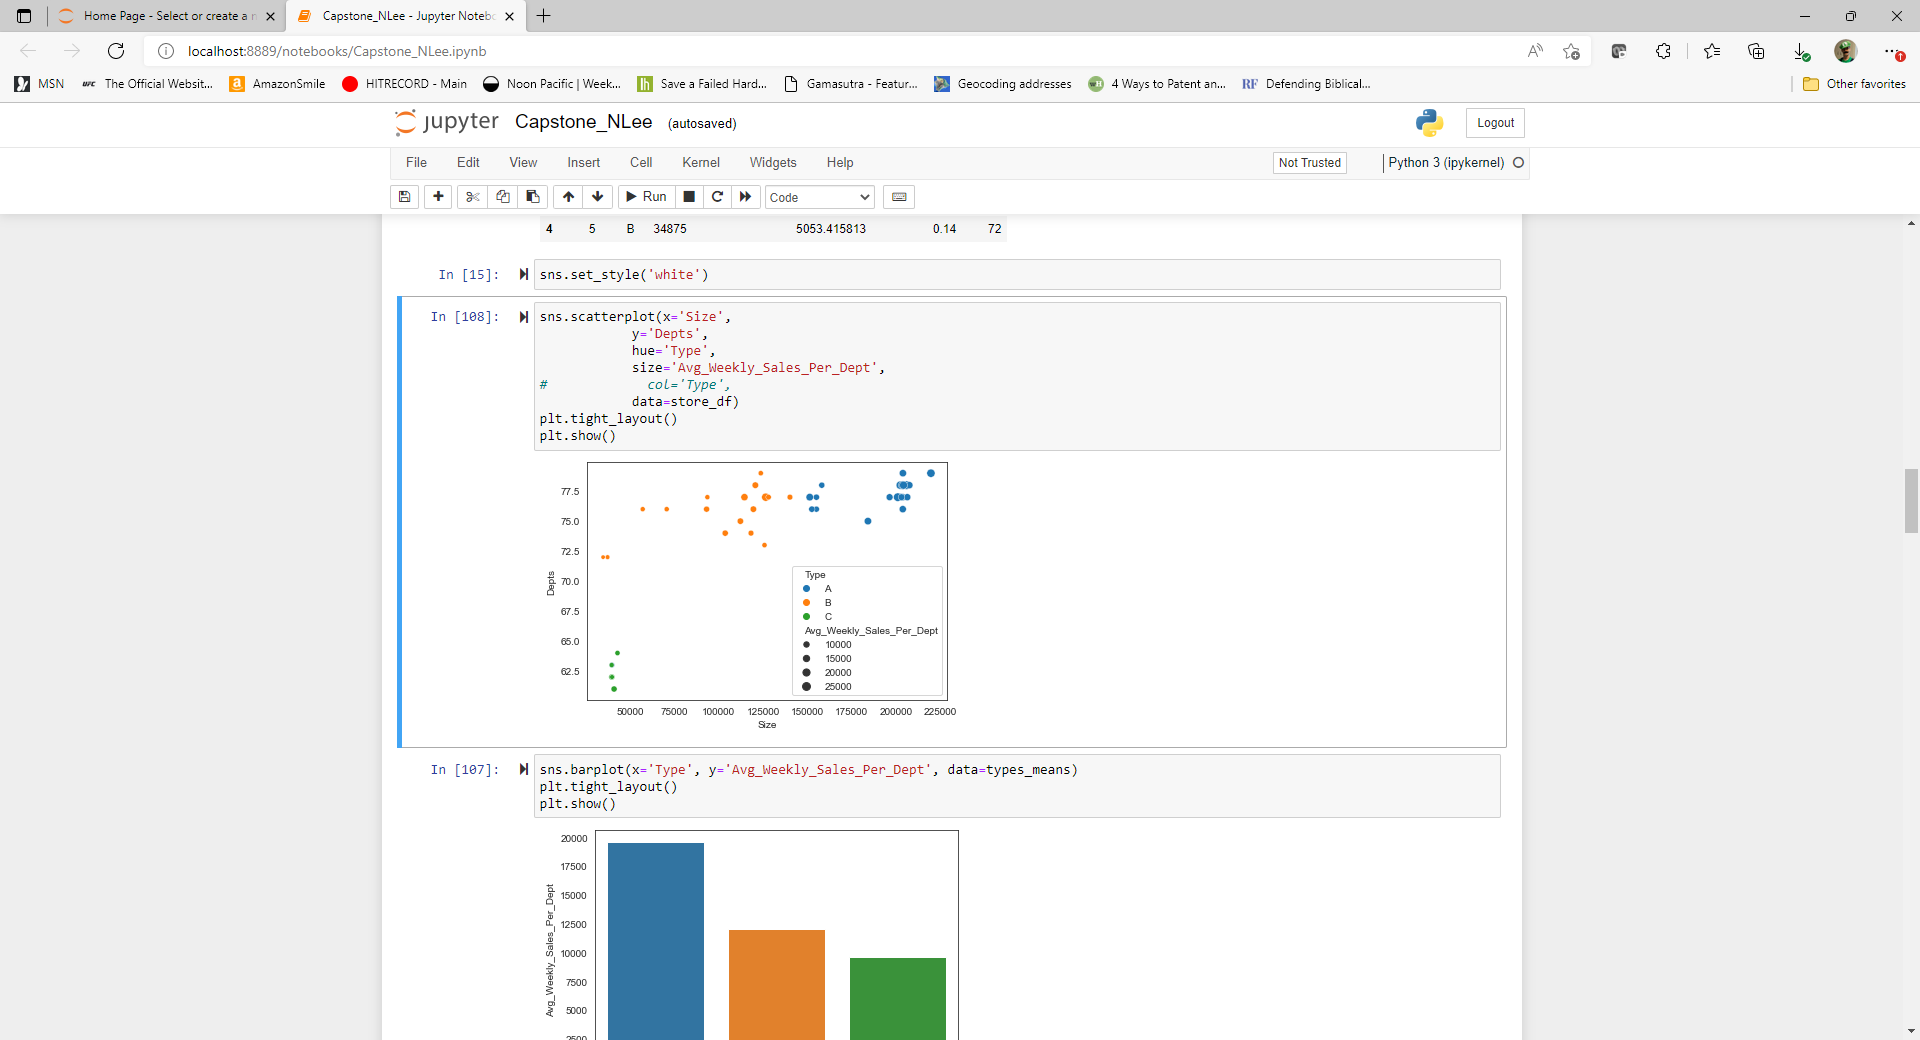 Home Page - Select or create a n
Capstone_NLee - Jupyter Notebo
localhost:8889/notebooks/Capstone_NLee.ipynb
MSN
UFC The Official Websit...
a AmazonSmile
HITRECORD - Main
Noon Pacific | Week...
lh Save a Failed Hard...
Gamasutra - Featur...
Geocoding addresses
wH 4 Ways to Patent an...
RF Defending Biblical...
Other favorites
jupyter Capstone_NLee (autosaved)
Logout
File Edit View Insert Cell Kernel Widgets Help
Not Trusted
Python 3 (ipykernel)
Run
Code
4 5 B 34875 5053.415813 0.14 72
In [15]:
sns.set_style('white')
In [108]:
sns.scatterplot(x='Size',
y='Depts',
hue='Type',
size='Avg_Weekly_Sales_Per_Dept',
# col='Type',
data=store_df)
plt.tight_layout()
plt.show()
77.5
75.0
72.5
70.0
67.5
65.0
62.5
Depts
Type
A
B
C
Avg_Weekly_Sales_Per_Dept
10000
15000
20000
25000
50000 75000 100000 125000 150000 175000 200000 225000
Size
In [107]:
sns.barplot(x='Type', y='Avg_Weekly_Sales_Per_Dept', data=types_means)
plt.tight_layout()
plt.show()
20000
17500
15000
12500
10000
7500
5000
2500
Avg_Weekly_Sales_Per_Dept